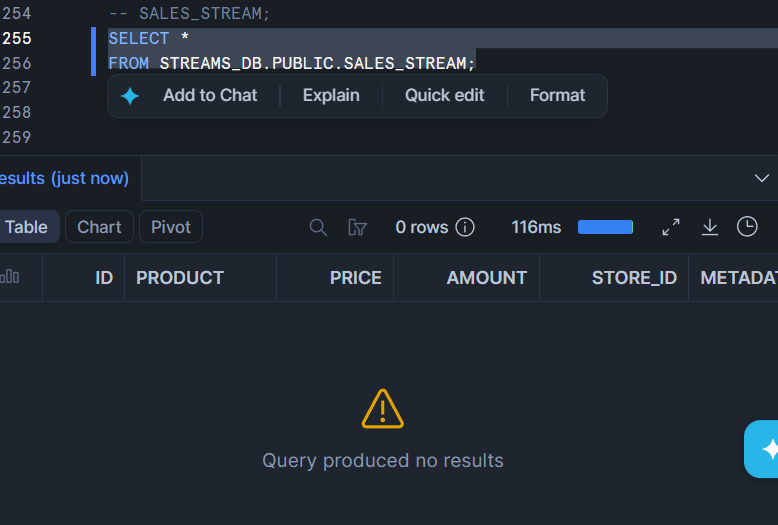 254 -- SALES_STREAM;
255 SELECT *
256 FROM STREAMS_DB.PUBLIC.SALES_STREAM;
257
Add to Chat Explain Quick edit Format
258
259
esults (just now)
Table Chart Pivot 0 rows 116ms
ID PRODUCT PRICE AMOUNT STORE_ID METADAT
Query produced no results